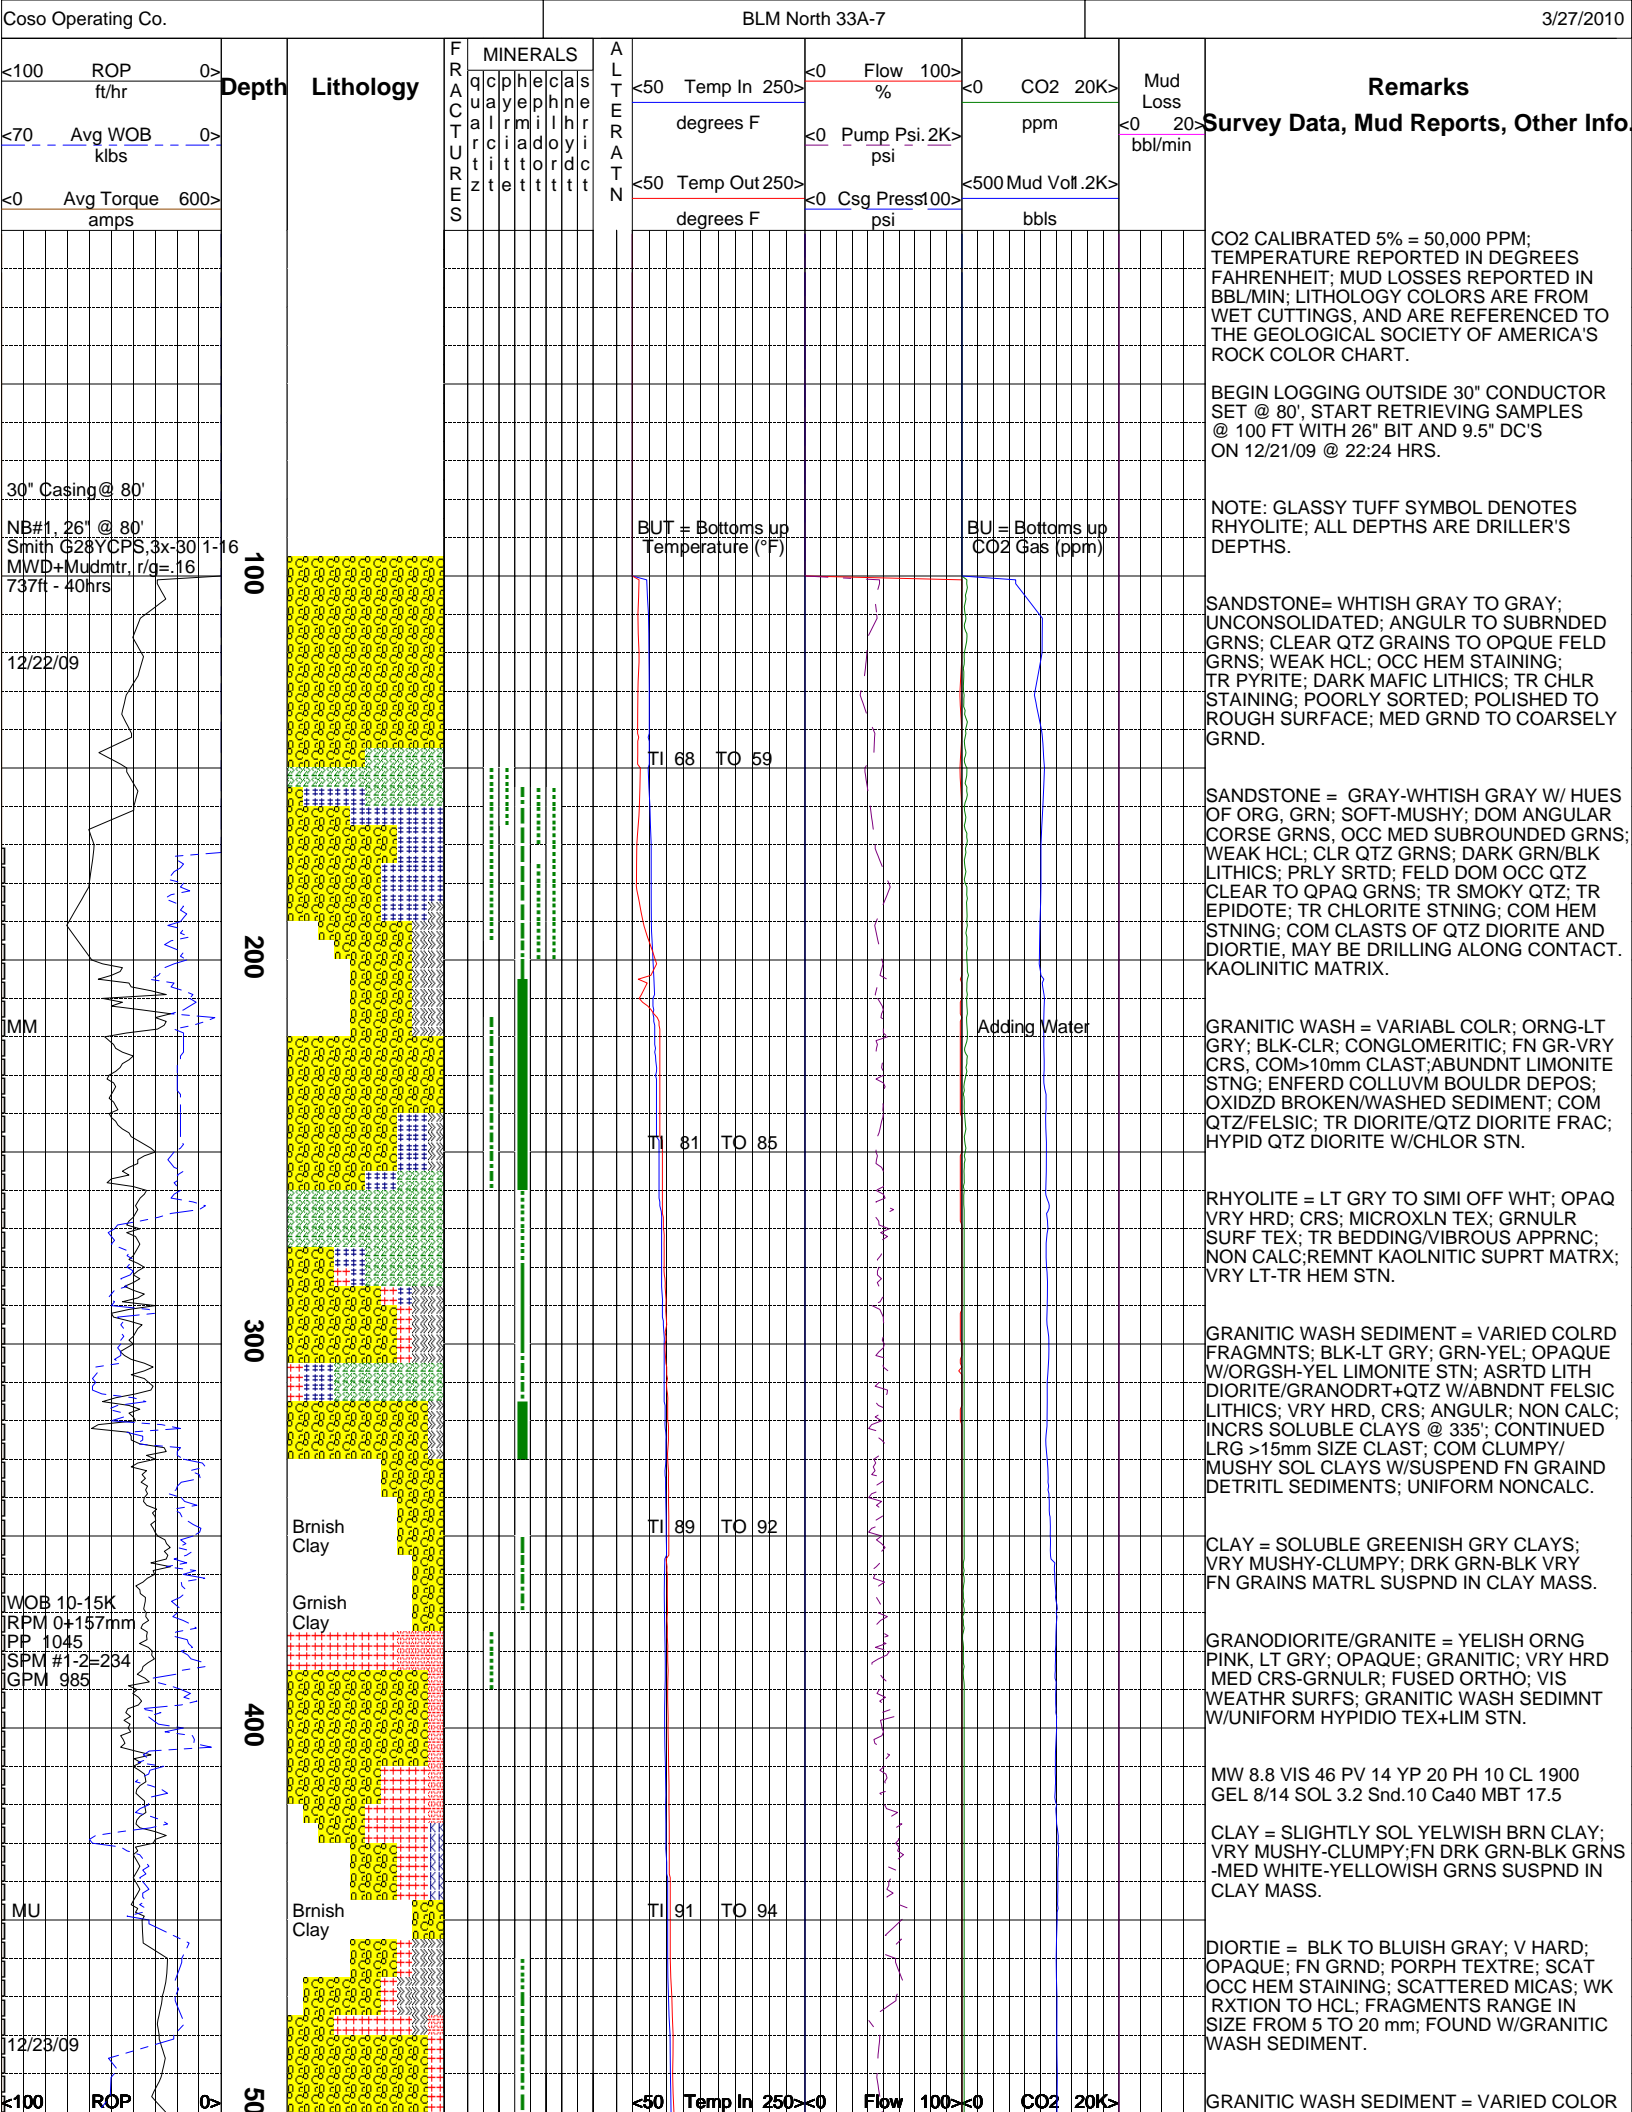 Coso Operating Co.
BLM North 33A-7
3/27/2010
<100 ROP 0>
ft/hr
<70 Avg WOB 0>
klbs
<0 Avg Torque 600>
amps
Depth
Lithology
FRACTURES
MINERALS
quartz
calcit
pyrite
hematt
epidot
chlort
anhydt
serict
ALTERATN
<50 Temp In 250>
degrees F
<50 Temp Out 250>
degrees F
<0 Flow 100>
%
<0 Pump Psi. 2K>
psi
<0 Csg Press 100>
psi
<0 CO2 20K>
ppm
<500 Mud Vol 1.2K>
bbls
Mud
Loss
<0 20>
bbl/min
Remarks
Survey Data, Mud Reports, Other Info.
CO2 CALIBRATED 5% = 50,000 PPM;
TEMPERATURE REPORTED IN DEGREES
FAHRENHEIT; MUD LOSSES REPORTED IN
BBL/MIN; LITHOLOGY COLORS ARE FROM
WET CUTTINGS, AND ARE REFERENCED TO
THE GEOLOGICAL SOCIETY OF AMERICA'S
ROCK COLOR CHART.
BEGIN LOGGING OUTSIDE 30" CONDUCTOR
SET @ 80', START RETRIEVING SAMPLES
@ 100 FT WITH 26" BIT AND 9.5" DC'S
ON 12/21/09 @ 22:24 HRS.
30" Casing @ 80'
NB#1, 26" @ 80'
Smith G28YCPS,3x-30 1-16
MWD+Mudmtr, r/g=.16
737ft - 40hrs
BUT = Bottoms up
Temperature (°F)
BU = Bottoms up
CO2 Gas (ppm)
NOTE: GLASSY TUFF SYMBOL DENOTES
RHYOLITE; ALL DEPTHS ARE DRILLER'S
DEPTHS.
100
12/22/09
SANDSTONE= WHTISH GRAY TO GRAY;
UNCONSOLIDATED; ANGULR TO SUBRNDED
GRNS; CLEAR QTZ GRAINS TO OPQUE FELD
GRNS; WEAK HCL; OCC HEM STAINING;
TR PYRITE; DARK MAFIC LITHICS; TR CHLR
STAINING; POORLY SORTED; POLISHED TO
ROUGH SURFACE; MED GRND TO COARSELY
GRND.
TI 68 TO 59
SANDSTONE = GRAY-WHTISH GRAY W/ HUES
OF ORG, GRN; SOFT-MUSHY; DOM ANGULAR
CORSE GRNS, OCC MED SUBROUNDED GRNS;
WEAK HCL; CLR QTZ GRNS; DARK GRN/BLK
LITHICS; PRLY SRTD; FELD DOM OCC QTZ
CLEAR TO QPAQ GRNS; TR SMOKY QTZ; TR
EPIDOTE; TR CHLORITE STNING; COM HEM
STNING; COM CLASTS OF QTZ DIORITE AND
DIORTIE, MAY BE DRILLING ALONG CONTACT.
KAOLINITIC MATRIX.
200
MM
Adding Water
GRANITIC WASH = VARIABL COLR; ORNG-LT
GRY; BLK-CLR; CONGLOMERITIC; FN GR-VRY
CRS, COM>10mm CLAST;ABUNDNT LIMONITE
STNG; ENFERD COLLUVM BOULDR DEPOS;
OXIDZD BROKEN/WASHED SEDIMENT; COM
QTZ/FELSIC; TR DIORITE/QTZ DIORITE FRAC;
HYPID QTZ DIORITE W/CHLOR STN.
TI 81 TO 85
RHYOLITE = LT GRY TO SIMI OFF WHT; OPAQ
VRY HRD; CRS; MICROXLN TEX; GRNULR
SURF TEX; TR BEDDING/VIBROUS APPRNC;
NON CALC;REMNT KAOLNITIC SUPRT MATRX;
VRY LT-TR HEM STN.
300
GRANITIC WASH SEDIMENT = VARIED COLRD
FRAGMNTS; BLK-LT GRY; GRN-YEL; OPAQUE
W/ORGSH-YEL LIMONITE STN; ASRTD LITH
DIORITE/GRANODRT+QTZ W/ABNDNT FELSIC
LITHICS; VRY HRD, CRS; ANGULR; NON CALC;
INCRS SOLUBLE CLAYS @ 335'; CONTINUED
LRG >15mm SIZE CLAST; COM CLUMPY/
MUSHY SOL CLAYS W/SUSPEND FN GRAIND
DETRITL SEDIMENTS; UNIFORM NONCALC.
Brnish
Clay
TI 89 TO 92
CLAY = SOLUBLE GREENISH GRY CLAYS;
VRY MUSHY-CLUMPY; DRK GRN-BLK VRY
FN GRAINS MATRL SUSPND IN CLAY MASS.
Grnish
Clay
WOB 10-15K
RPM 0+157mm
PP 1045
SPM #1-2=234
GPM 985
GRANODIORITE/GRANITE = YELISH ORNG
PINK, LT GRY; OPAQUE; GRANITIC; VRY HRD
MED CRS-GRNULR; FUSED ORTHO; VIS
WEATHR SURFS; GRANITIC WASH SEDIMNT
W/UNIFORM HYPIDIO TEX+LIM STN.
400
MW 8.8 VIS 46 PV 14 YP 20 PH 10 CL 1900
GEL 8/14 SOL 3.2 Snd.10 Ca40 MBT 17.5
CLAY = SLIGHTLY SOL YELWISH BRN CLAY;
VRY MUSHY-CLUMPY;FN DRK GRN-BLK GRNS
-MED WHITE-YELLOWISH GRNS SUSPND IN
CLAY MASS.
MU
Brnish
Clay
TI 91 TO 94
DIORTIE = BLK TO BLUISH GRAY; V HARD;
OPAQUE; FN GRND; PORPH TEXTRE; SCAT
OCC HEM STAINING; SCATTERED MICAS; WK
RXTION TO HCL; FRAGMENTS RANGE IN
SIZE FROM 5 TO 20 mm; FOUND W/GRANITIC
WASH SEDIMENT.
12/23/09
50
GRANITIC WASH SEDIMENT = VARIED COLOR
<100 ROP 0>
<50 Temp In 250>
<0 Flow 100>
<0 CO2 20K>